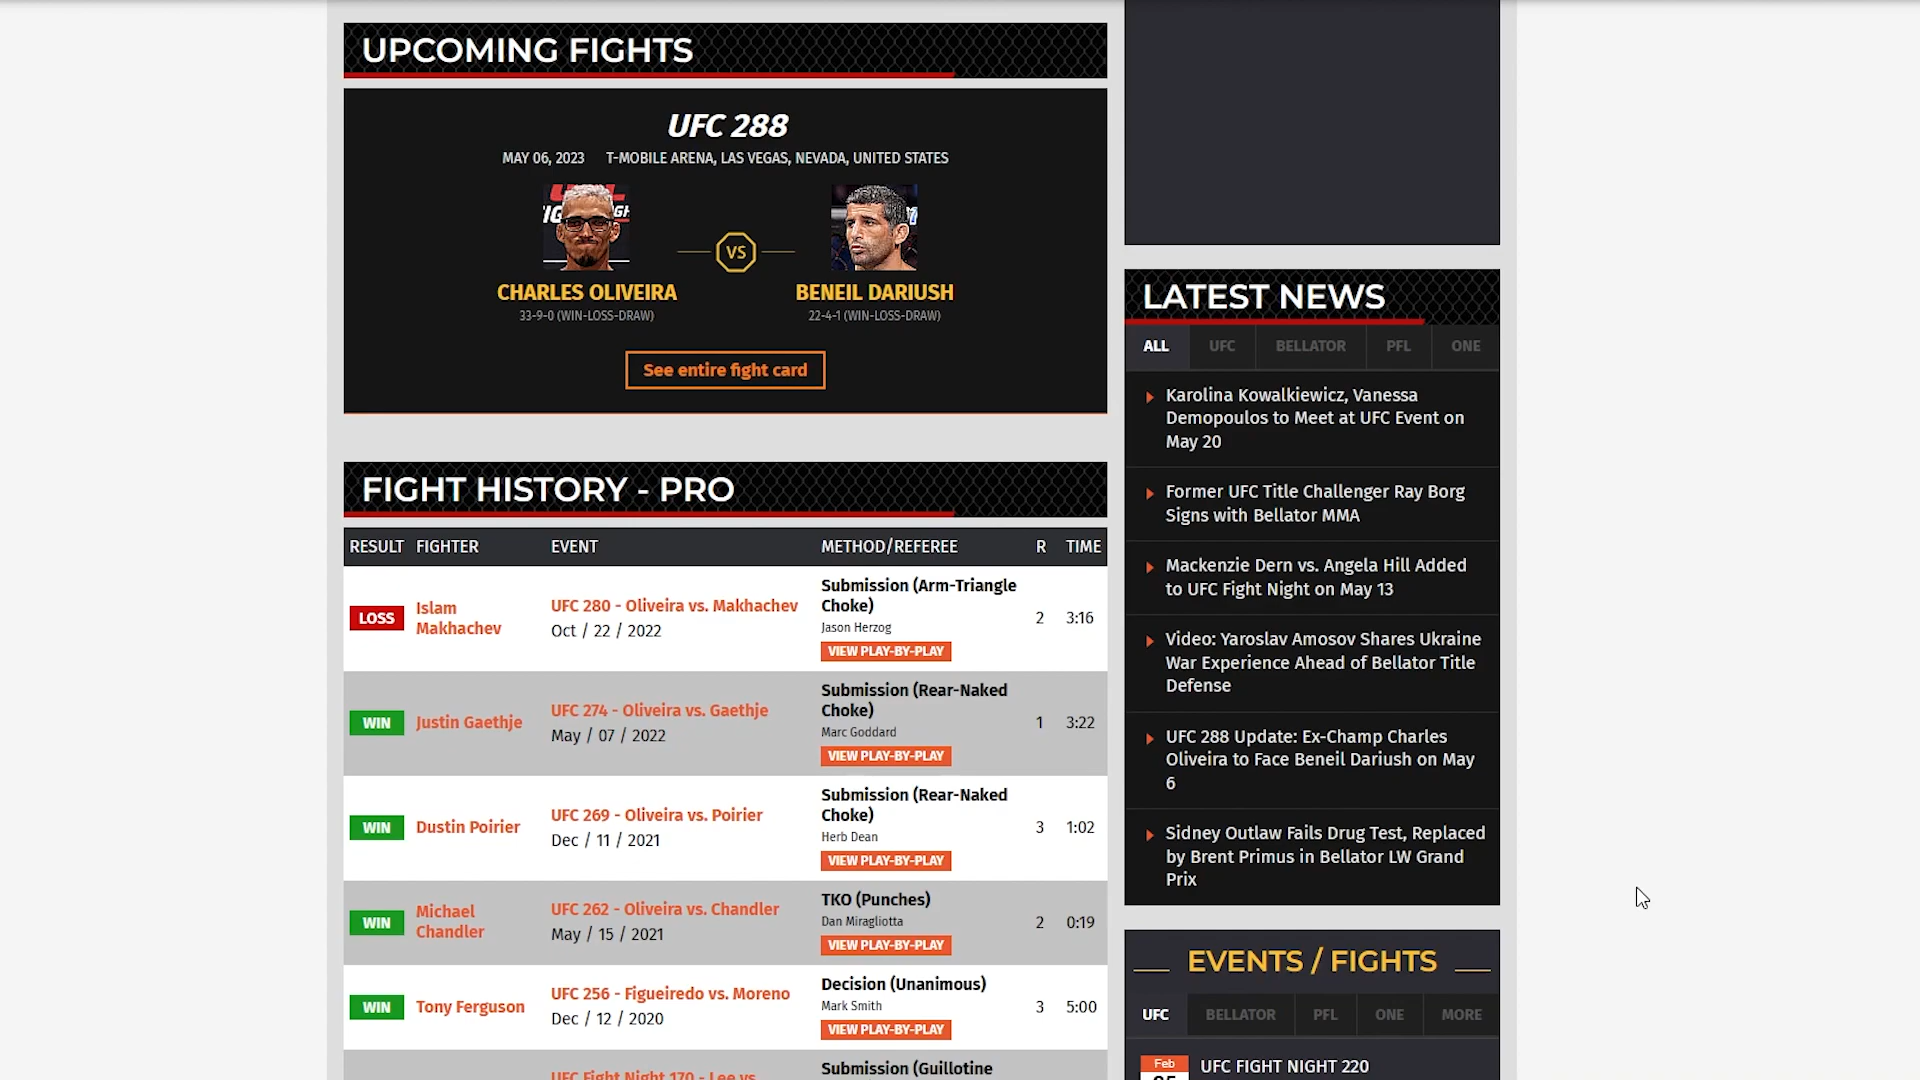 UPCOMING FIGHTS
UFC 288
MAY 06, 2023 T-MOBILE ARENA, LAS VEGAS, NEVADA, UNITED STATES
VS
CHARLES OLIVEIRA BENEIL DARIUSH
33-9-0 (WIN-LOSS-DRAW) 22-4-1 (WIN-LOSS-DRAW)
See entire fight card
FIGHT HISTORY - PRO
RESULT FIGHTER EVENT METHOD/REFEREE R TIME
LOSS
Islam
Makhachev
UFC 280 - Oliveira vs. Makhachev
Oct / 22 / 2022
Submission (Arm-Triangle
Choke)
Jason Herzog
VIEW PLAY-BY-PLAY
2 3:16
WIN
Justin Gaethje
UFC 274 - Oliveira vs. Gaethje
May / 07 / 2022
Submission (Rear-Naked
Choke)
Marc Goddard
VIEW PLAY-BY-PLAY
1 3:22
WIN
Dustin Poirier
UFC 269 - Oliveira vs. Poirier
Dec / 11 / 2021
Submission (Rear-Naked
Choke)
Herb Dean
VIEW PLAY-BY-PLAY
3 1:02
WIN
Michael
Chandler
UFC 262 - Oliveira vs. Chandler
May / 15 / 2021
TKO (Punches)
Dan Miragliotta
VIEW PLAY-BY-PLAY
2 0:19
WIN
Tony Ferguson
UFC 256 - Figueiredo vs. Moreno
Dec / 12 / 2020
Decision (Unanimous)
Mark Smith
VIEW PLAY-BY-PLAY
3 5:00
UFC Fight Night 170 - Lee vs.
Submission (Guillotine
LATEST NEWS
ALL UFC BELLATOR PFL ONE
Karolina Kowalkiewicz, Vanessa
Demopoulos to Meet at UFC Event on
May 20
Former UFC Title Challenger Ray Borg
Signs with Bellator MMA
Mackenzie Dern vs. Angela Hill Added
to UFC Fight Night on May 13
Video: Yaroslav Amosov Shares Ukraine
War Experience Ahead of Bellator Title
Defense
UFC 288 Update: Ex-Champ Charles
Oliveira to Face Beneil Dariush on May
6
Sidney Outlaw Fails Drug Test, Replaced
by Brent Primus in Bellator LW Grand
Prix
EVENTS / FIGHTS
UFC BELLATOR PFL ONE MORE
Feb
UFC FIGHT NIGHT 220